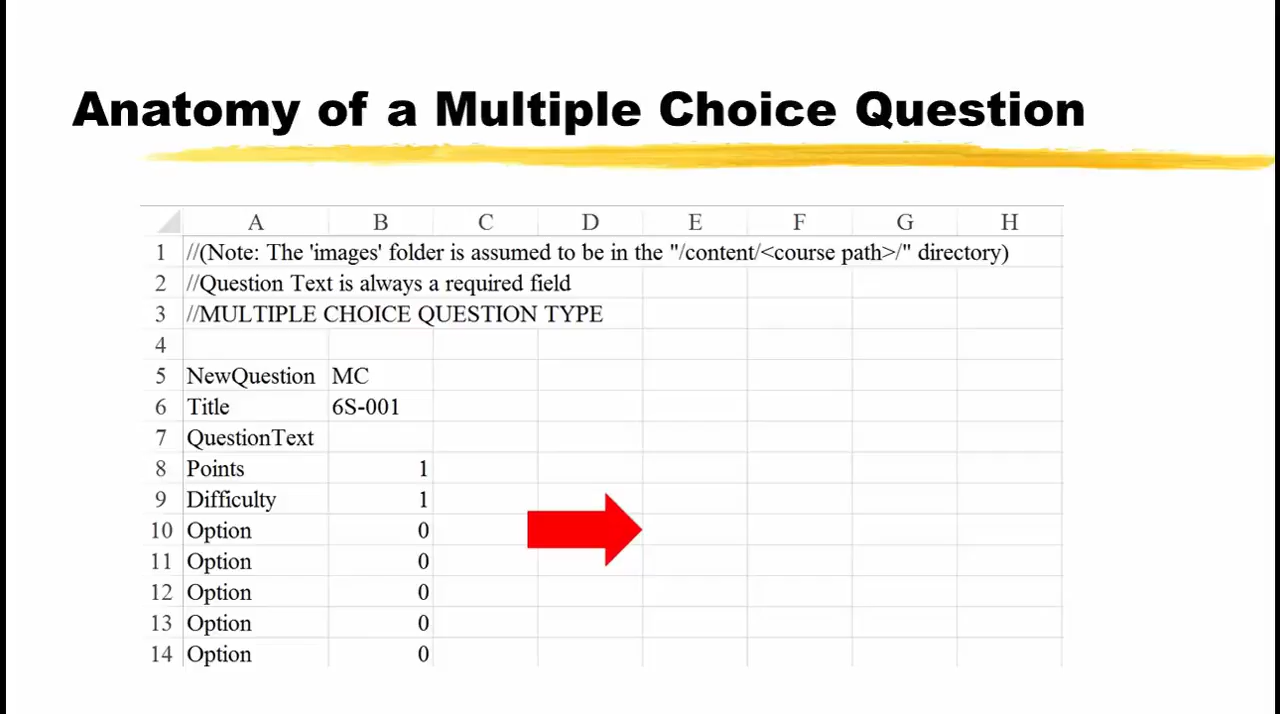 Anatomy of a Multiple Choice Question
A B C D E F G H
1 //(Note: The 'images' folder is assumed to be in the "/content/<course path>/" directory)
2 //Question Text is always a required field
3 //MULTIPLE CHOICE QUESTION TYPE
4
5 NewQuestion MC
6 Title 6S-001
7 QuestionText
8 Points 1
9 Difficulty 1
10 Option 0
11 Option 0
12 Option 0
13 Option 0
14 Option 0